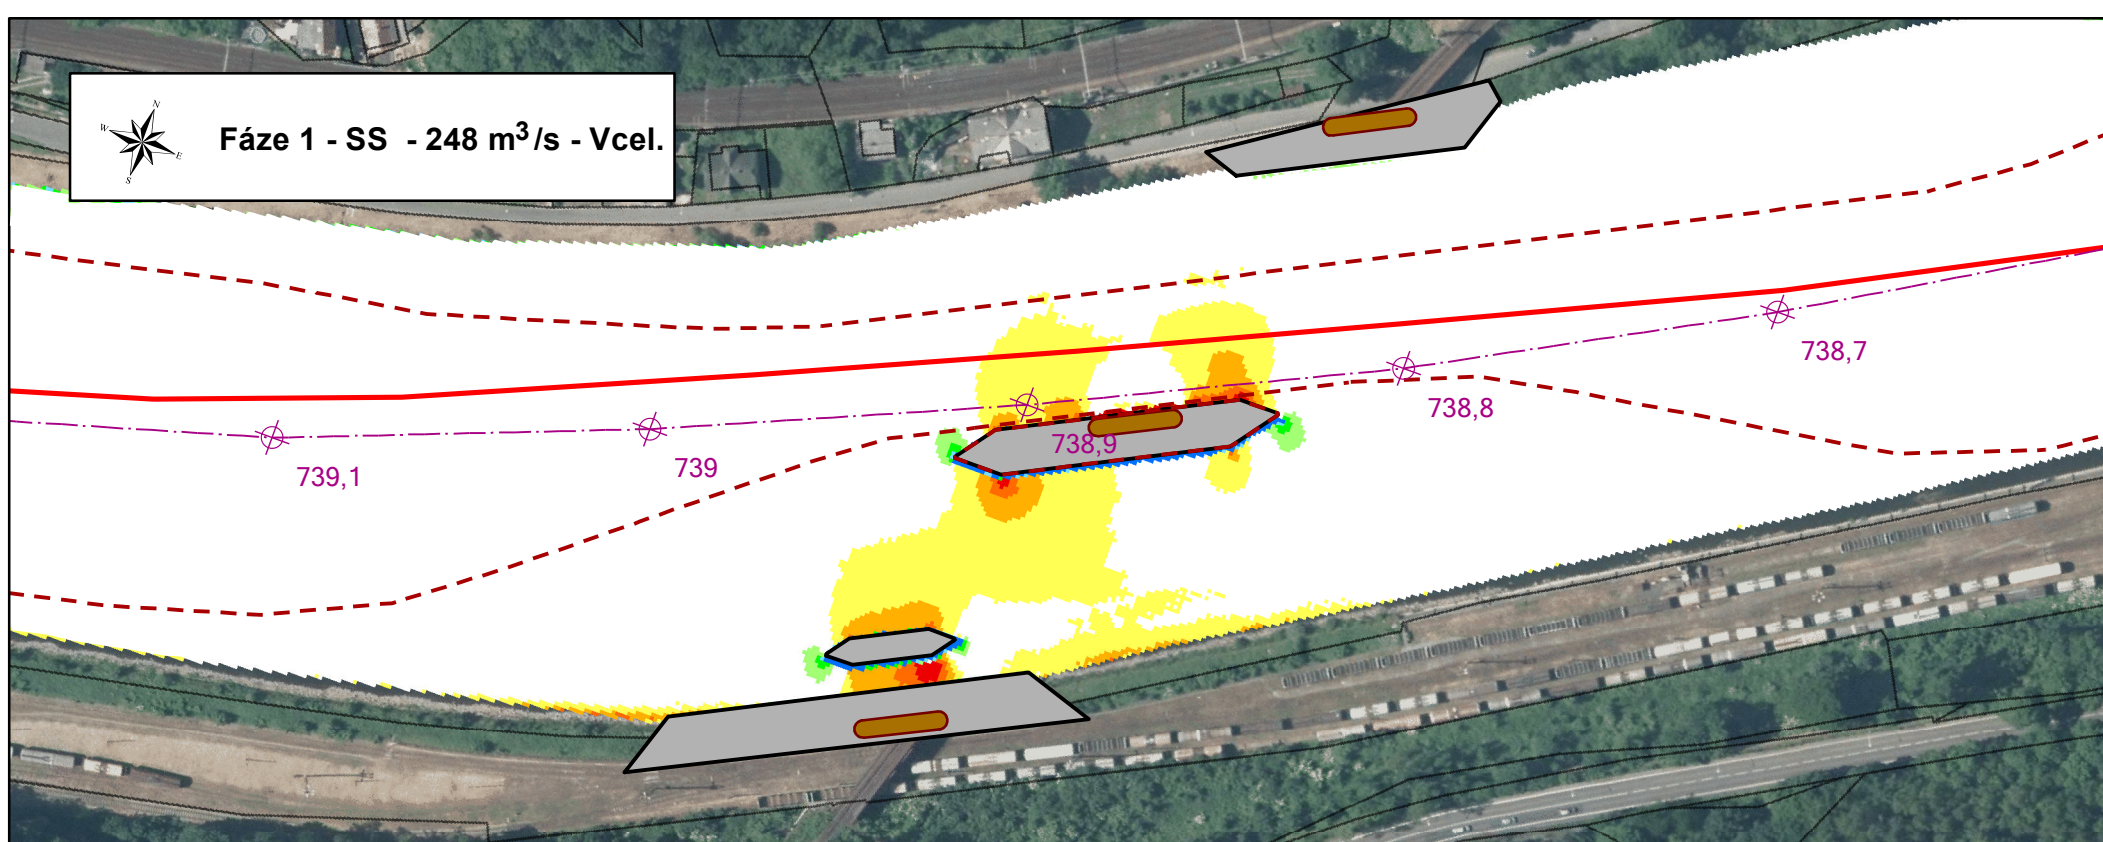 N
W
E
S
Fáze 1 - SS - 248 m³/s - Vcel.
738,7
738,8
738,9
739
739,1